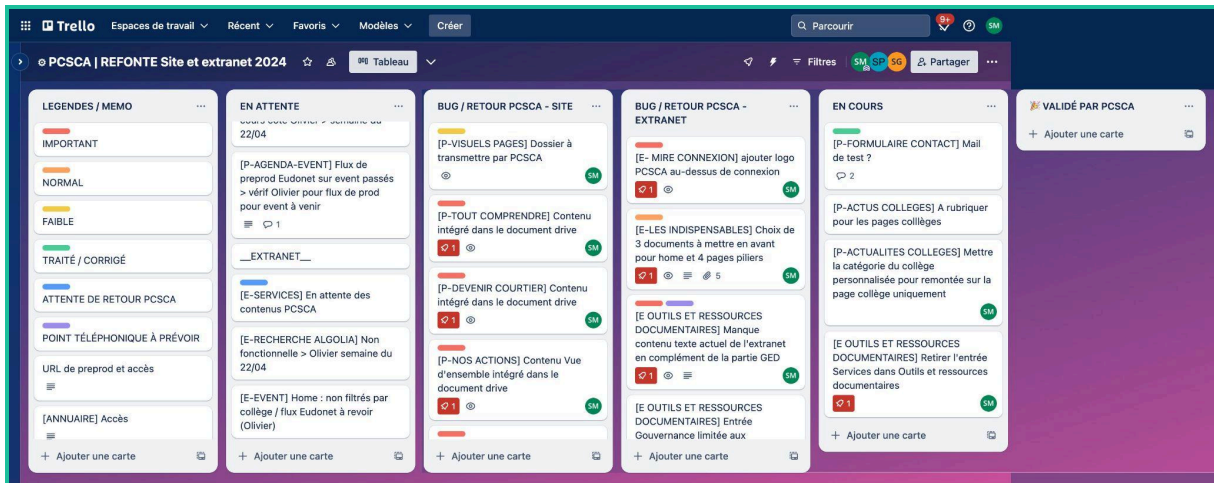 Trello Espaces de travail Récent Favoris Modèles Créer Parcourir 9+ SM
PCSCA | REFONTE Site et extranet 2024 Tableau Filtres SM SP SG Partager
LEGENDES / MEMO
IMPORTANT
NORMAL
FAIBLE
TRAITÉ / CORRIGÉ
ATTENTE DE RETOUR PCSCA
POINT TÉLÉPHONIQUE À PRÉVOIR
URL de preprod et accès
[ANNUAIRE] Accès
+ Ajouter une carte
EN ATTENTE
cours côté Olivier > semaine du
22/04
[P-AGENDA-EVENT] Flux de
preprod Eudonet sur event passés
> vérif Olivier pour flux de prod
pour event à venir
1
__EXTRANET__
[E-SERVICES] En attente des
contenus PCSCA
[E-RECHERCHE ALGOLIA] Non
fonctionnelle > Olivier semaine du
22/04
[E-EVENT] Home : non filtrés par
collège / flux Eudonet à revoir
(Olivier)
+ Ajouter une carte
BUG / RETOUR PCSCA - SITE
[P-VISUELS PAGES] Dossier à
transmettre par PCSCA
SM
[P-TOUT COMPRENDRE] Contenu
intégré dans le document drive
1 SM
[P-DEVENIR COURTIER] Contenu
intégré dans le document drive
1 SM
[P-NOS ACTIONS] Contenu Vue
d'ensemble intégré dans le
document drive
1 SM
+ Ajouter une carte
BUG / RETOUR PCSCA -
EXTRANET
[E- MIRE CONNEXION] ajouter logo
PCSCA au-dessus de connexion
1 SM
[E-LES INDISPENSABLES] Choix de
3 documents à mettre en avant
pour home et 4 pages piliers
1 5 SM
[E OUTILS ET RESSOURCES
DOCUMENTAIRES] Manque
contenu texte actuel de l'extranet
en complément de la partie GED
1 SM
[E OUTILS ET RESSOURCES
DOCUMENTAIRES] Entrée
Gouvernance limitée aux
+ Ajouter une carte
EN COURS
[P-FORMULAIRE CONTACT] Mail
de test ?
2
[P-ACTUS COLLEGES] A rubriquer
pour les pages colllèges
[P-ACTUALITES COLLEGES] Mettre
la catégorie du collège
personnalisée pour remontée sur la
page collège uniquement
SM
[E OUTILS ET RESSOURCES
DOCUMENTAIRES] Retirer l'entrée
Services dans Outils et ressources
documentaires
1 SM
+ Ajouter une carte
🎉 VALIDÉ PAR PCSCA
+ Ajouter une carte